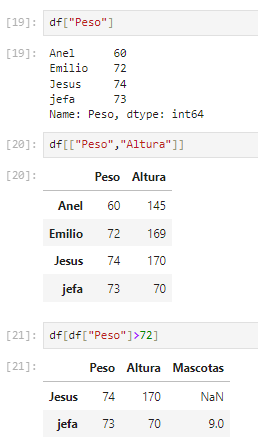 [19]: df["Peso"]
[19]: Anel 60
Emilio 72
Jesus 74
jefa 73
Name: Peso, dtype: int64
[20]: df[["Peso","Altura"]]
[20]:
Peso Altura
Anel 60 145
Emilio 72 169
Jesus 74 170
jefa 73 70
[21]: df[df["Peso"]>72]
[21]:
Peso Altura Mascotas
Jesus 74 170 NaN
jefa 73 70 9.0